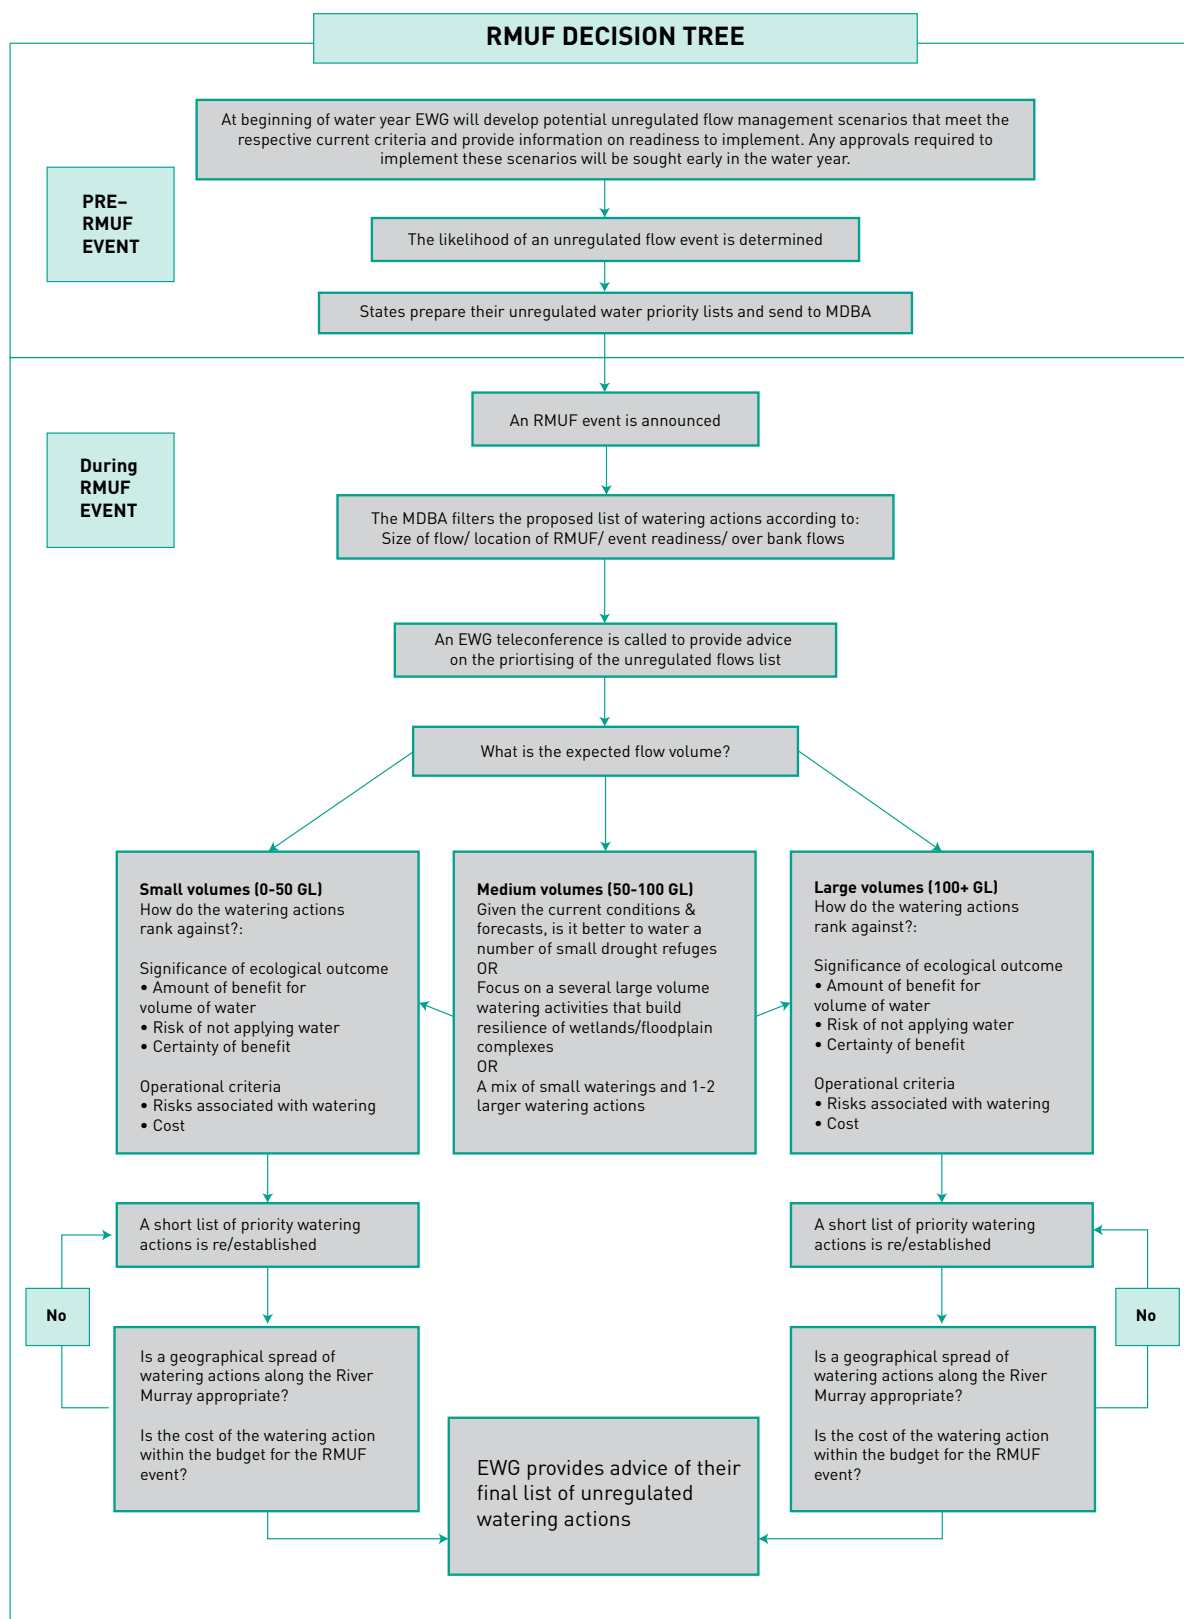 RMUF DECISION TREE
At beginning of water year EWG will develop potential unregulated flow management scenarios that meet the
respective current criteria and provide information on readiness to implement. Any approvals required to
implement these scenarios will be sought early in the water year.
PRE–
RMUF
EVENT
The likelihood of an unregulated flow event is determined
States prepare their unregulated water priority lists and send to MDBA
An RMUF event is announced
During
RMUF
EVENT
The MDBA filters the proposed list of watering actions according to:
Size of flow/ location of RMUF/ event readiness/ over bank flows
An EWG teleconference is called to provide advice
on the priortising of the unregulated flows list
What is the expected flow volume?
Small volumes (0-50 GL)
How do the watering actions
rank against?:
Significance of ecological outcome
• Amount of benefit for
volume of water
• Risk of not applying water
• Certainty of benefit
Operational criteria
• Risks associated with watering
• Cost
Medium volumes (50-100 GL)
Given the current conditions &
forecasts, is it better to water a
number of small drought refuges
OR
Focus on a several large volume
watering activities that build
resilience of wetlands/floodplain
complexes
OR
A mix of small waterings and 1-2
larger watering actions
Large volumes (100+ GL)
How do the watering actions
rank against?:
Significance of ecological outcome
• Amount of benefit for
volume of water
• Risk of not applying water
• Certainty of benefit
Operational criteria
• Risks associated with watering
• Cost
A short list of priority watering
actions is re/established
A short list of priority watering
actions is re/established
No
No
Is a geographical spread of
watering actions along the River
Murray appropriate?
Is the cost of the watering action
within the budget for the RMUF
event?
Is a geographical spread of
watering actions along the River
Murray appropriate?
Is the cost of the watering action
within the budget for the RMUF
event?
EWG provides advice of their
final list of unregulated
watering actions